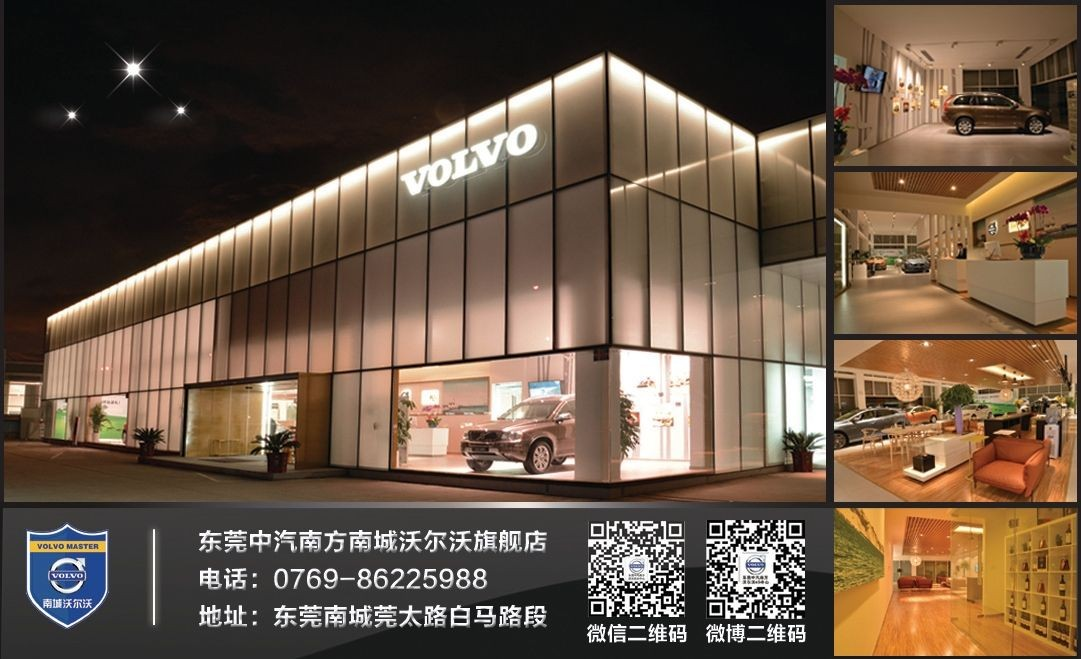 VOLVO
VOLVO MASTER
VOLVO
南城沃尔沃
东莞中汽南方南城沃尔沃旗舰店
电话：0769-86225988
地址：东莞南城莞太路白马路段
微信二维码
微博二维码